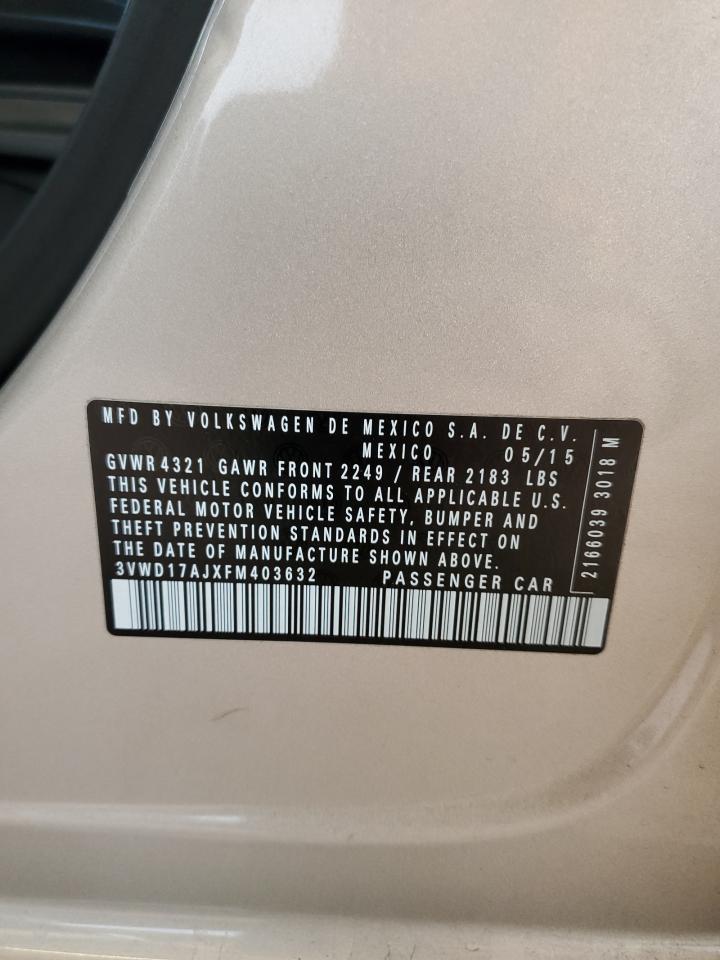 MFD BY VOLKSWAGEN DE MEXICO S.A. DE C.V.
MEXICO 05/15
GVWR 4321 GAWR FRONT 2249 / REAR 2183 LBS
THIS VEHICLE CONFORMS TO ALL APPLICABLE U.S.
FEDERAL MOTOR VEHICLE SAFETY, BUMPER AND
THEFT PREVENTION STANDARDS IN EFFECT ON
THE DATE OF MANUFACTURE SHOWN ABOVE.
3VWD17AJXFM403632 PASSENGER CAR
2166039 3018 M